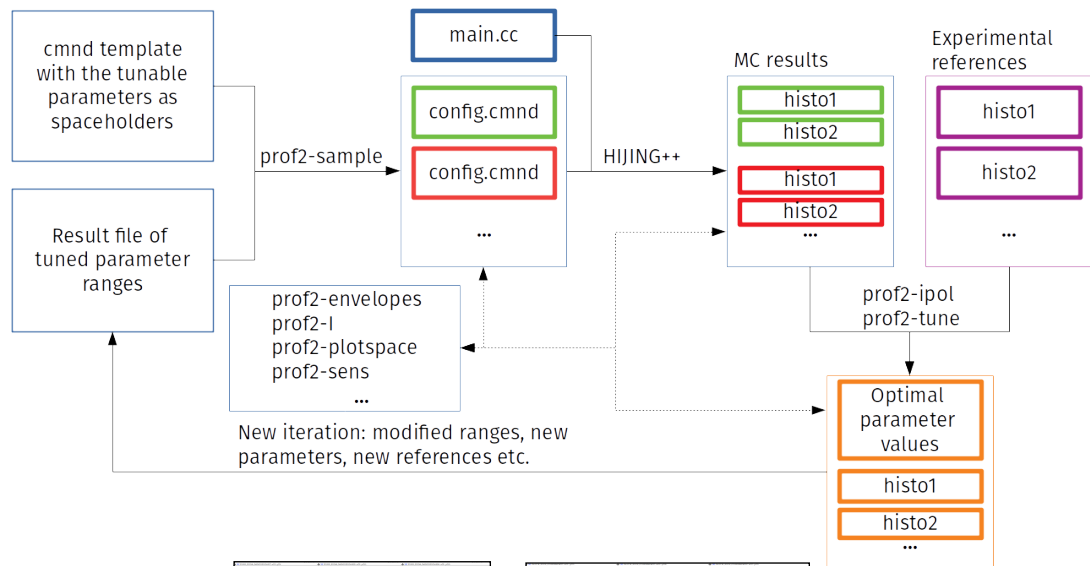 cmnd template
with the tunable
parameters as
spaceholders
main.cc
config.cmnd
config.cmnd
...
prof2-sample
HIJING++
MC results
histo1
histo2
histo1
histo2
...
Experimental
references
histo1
histo2
...
Result file of
tuned parameter
ranges
prof2-envelopes
prof2-I
prof2-plotspace
prof2-sens
...
prof2-ipol
prof2-tune
Optimal
parameter
values
histo1
histo2
...
New iteration: modified ranges, new
parameters, new references etc.